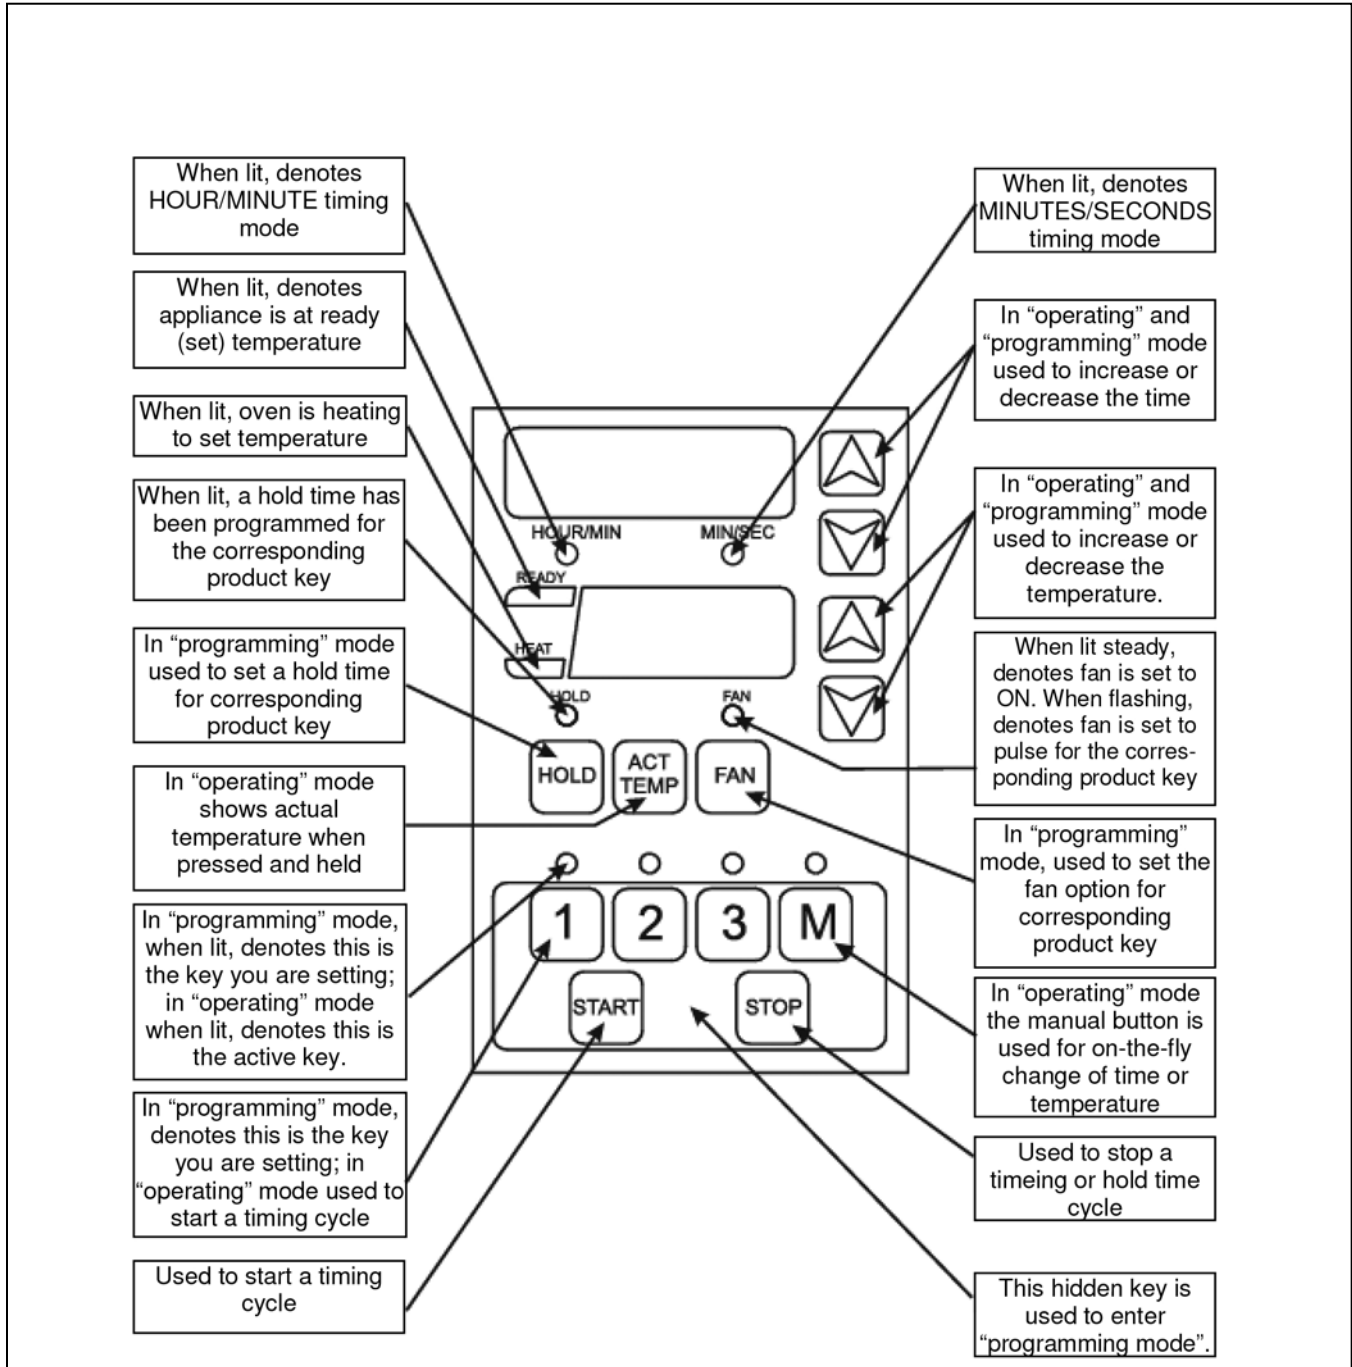 When lit, denotes
HOUR/MINUTE timing
mode
When lit, denotes
appliance is at ready
(set) temperature
When lit, oven is heating
to set temperature
When lit, a hold time has
been programmed for
the corresponding
product key
In “programming” mode
used to set a hold time
for corresponding
product key
In “operating” mode
shows actual
temperature when
pressed and held
In “programming” mode,
when lit, denotes this is
the key you are setting;
in “operating” mode
when lit, denotes this is
the active key.
In “programming” mode,
denotes this is the key
you are setting; in
“operating” mode used to
start a timing cycle
Used to start a timing
cycle
HOUR/MIN
MIN/SEC
READY
HEAT
HOLD
FAN
HOLD
ACT
TEMP
FAN
1
2
3
M
START
STOP
When lit, denotes
MINUTES/SECONDS
timing mode
In “operating” and
“programming” mode
used to increase or
decrease the time
In “operating” and
“programming” mode
used to increase or
decrease the
temperature.
When lit steady,
denotes fan is set to
ON. When flashing,
denotes fan is set to
pulse for the corres-
ponding product key
In “programming”
mode, used to set the
fan option for
corresponding
product key
In “operating” mode
the manual button is
used for on-the-fly
change of time or
temperature
Used to stop a
timeing or hold time
cycle
This hidden key is
used to enter
“programming mode”.